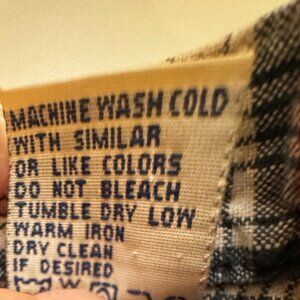 MACHINE WASH COLD
WITH SIMILAR
OR LIKE COLORS
DO NOT BLEACH
TUMBLE DRY LOW
WARM IRON
DRY CLEAN
IF DESIRED